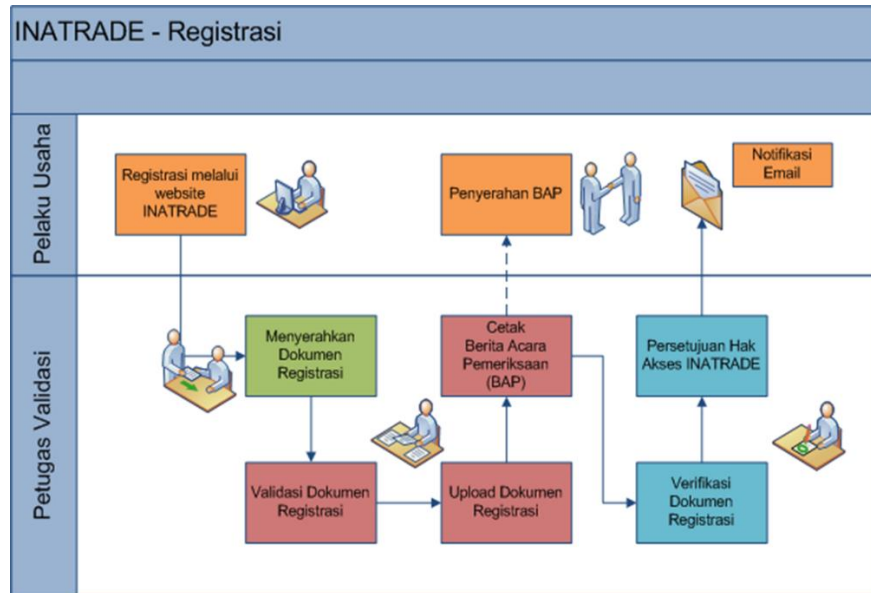 INATRADE - Registrasi
Pelaku Usaha
Registrasi melalui
website
INATRADE
Penyerahan BAP
Notifikasi
Email
Petugas Validasi
Menyerahkan
Dokumen
Registrasi
Cetak
Berita Acara
Pemeriksaan
(BAP)
Persetujuan Hak
Akses INATRADE
Validasi Dokumen
Registrasi
Upload Dokumen
Registrasi
Verifikasi
Dokumen
Registrasi